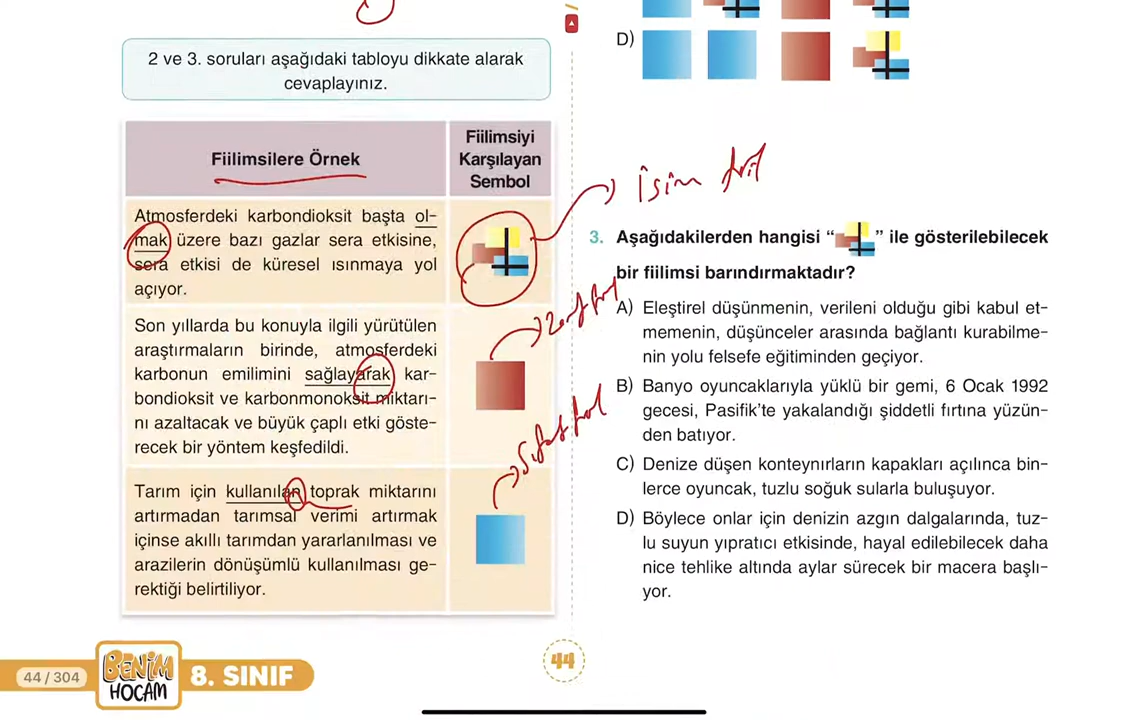 2 ve 3. soruları aşağıdaki tabloyu dikkate alarak
cevaplayınız.
Fiilimsilere Örnek
Fiilimsiyi
Karşılayan
Sembol
Atmosferdeki karbondioksit başta ol-
mak üzere bazı gazlar sera etkisine,
sera etkisi de küresel ısınmaya yol
açıyor.
Son yıllarda bu konuyla ilgili yürütülen
araştırmaların birinde, atmosferdeki
karbonun emilimini sağlayarak kar-
bondioksit ve karbonmonoksit miktarı-
nı azaltacak ve büyük çaplı etki göste-
recek bir yöntem keşfedildi.
Tarım için kullanılan toprak miktarını
artırmadan tarımsal verimi artırmak
içinse akıllı tarımdan yararlanılması ve
arazilerin dönüşümlü kullanılması ge-
rektiği belirtiliyor.
isim
D)
3. Aşağıdakilerden hangisi “ ” ile gösterilebilecek
bir fiilimsi barındırmaktadır?
A) Eleştirel düşünmenin, verileni olduğu gibi kabul et-
memenin, düşünceler arasında bağlantı kurabilme-
nin yolu felsefe eğitiminden geçiyor.
B) Banyo oyuncaklarıyla yüklü bir gemi, 6 Ocak 1992
gecesi, Pasifik’te yakalandığı şiddetli fırtına yüzün-
den batıyor.
C) Denize düşen konteynırların kapakları açılınca bin-
lerce oyuncak, tuzlu soğuk sularla buluşuyor.
D) Böylece onlar için denizin azgın dalgalarında, tuz-
lu suyun yıpratıcı etkisinde, hayal edilebilecek daha
nice tehlike altında aylar sürecek bir macera başlı-
yor.
44 / 304
BENİM
HOCAM
8. SINIF
44